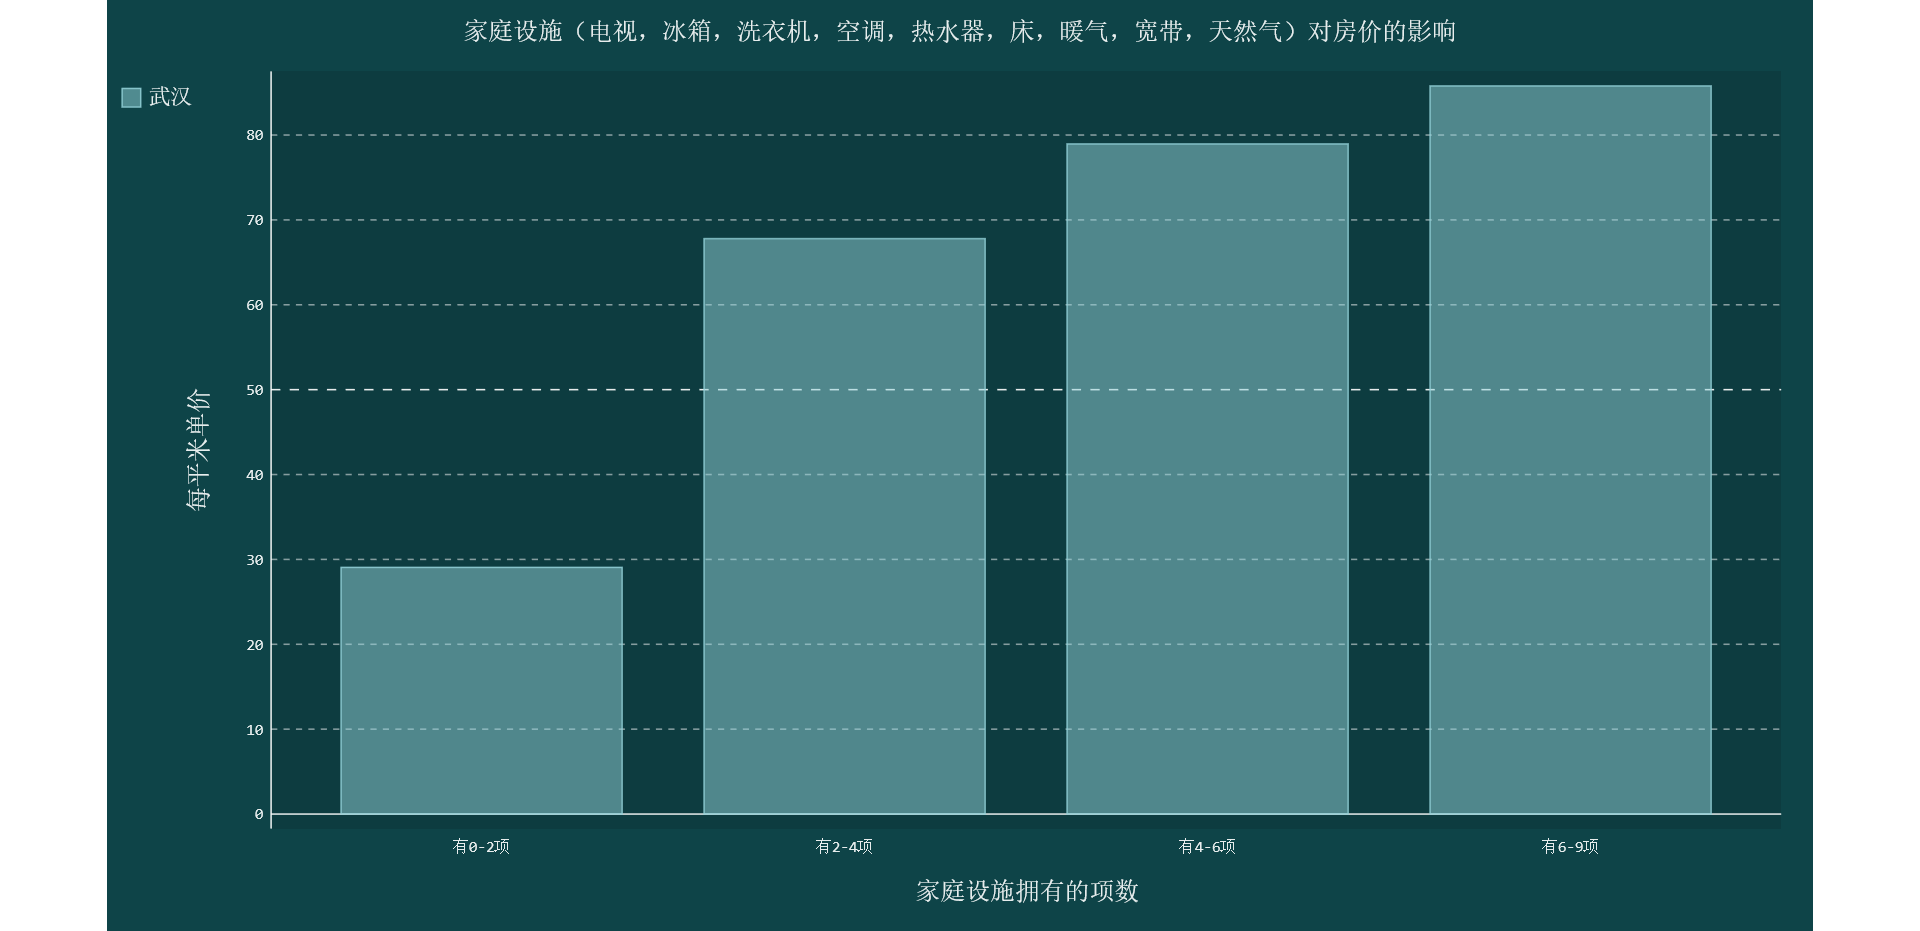 家庭设施（电视，冰箱，洗衣机，空调，热水器，床，暖气，宽带，天然气）对房价的影响
武汉
每平米单价
80
70
60
50
40
30
20
10
0
有0-2项
有2-4项
有4-6项
有6-9项
家庭设施拥有的项数